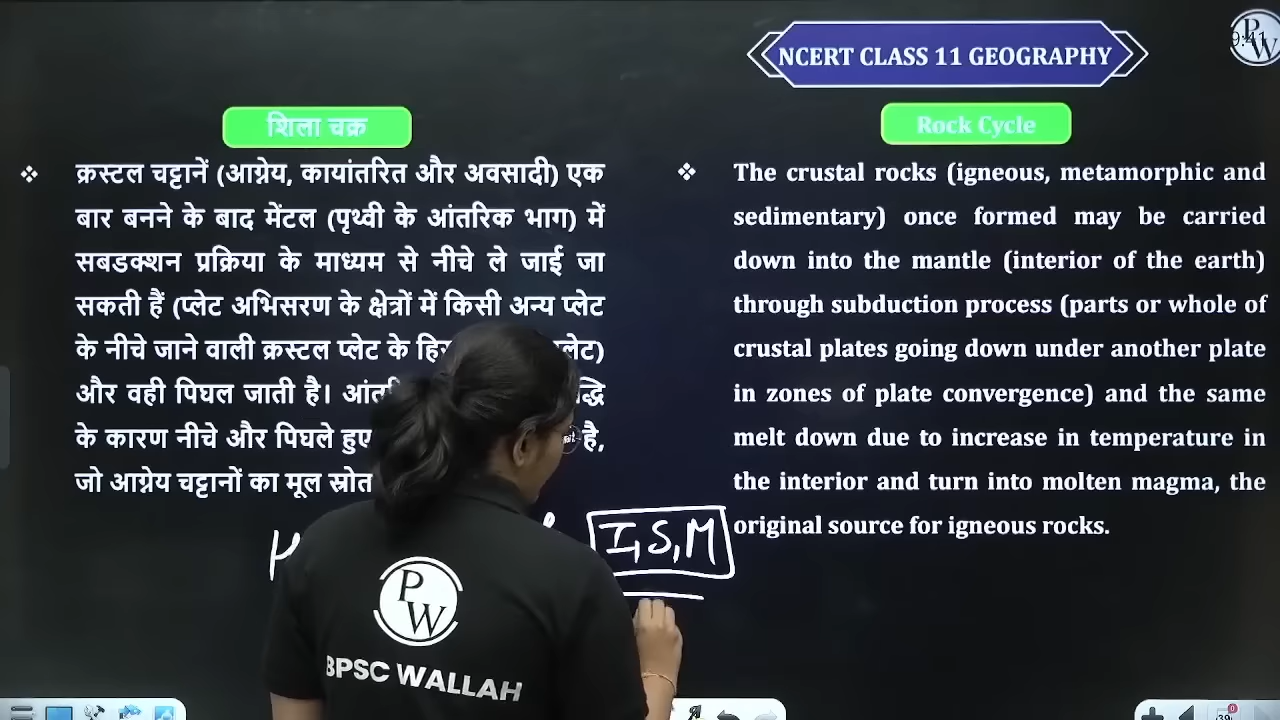 NCERT CLASS 11 GEOGRAPHY
P
W
9:41
शिला चक्र
❖ क्रस्टल चट्टानें (आग्नेय, कायांतरित और अवसादी) एक
बार बनने के बाद मेंटल (पृथ्वी के आंतरिक भाग) में
सबडक्शन प्रक्रिया के माध्यम से नीचे ले जाई जा
सकती हैं (प्लेट अभिसरण के क्षेत्रों में किसी अन्य प्लेट
के नीचे जाने वाली क्रस्टल प्लेट के
और वही पिघल जाती है।
के कारण नीचे और पिघले हुए है,
जो आग्नेय चट्टानों का मूल स्रोत
Rock Cycle
❖ The crustal rocks (igneous, metamorphic and
sedimentary) once formed may be carried
down into the mantle (interior of the earth)
through subduction process (parts or whole of
crustal plates going down under another plate
in zones of plate convergence) and the same
melt down due to increase in temperature in
the interior and turn into molten magma, the
original source for igneous rocks.
I, S, M
P
W
BPSC WALLAH
39